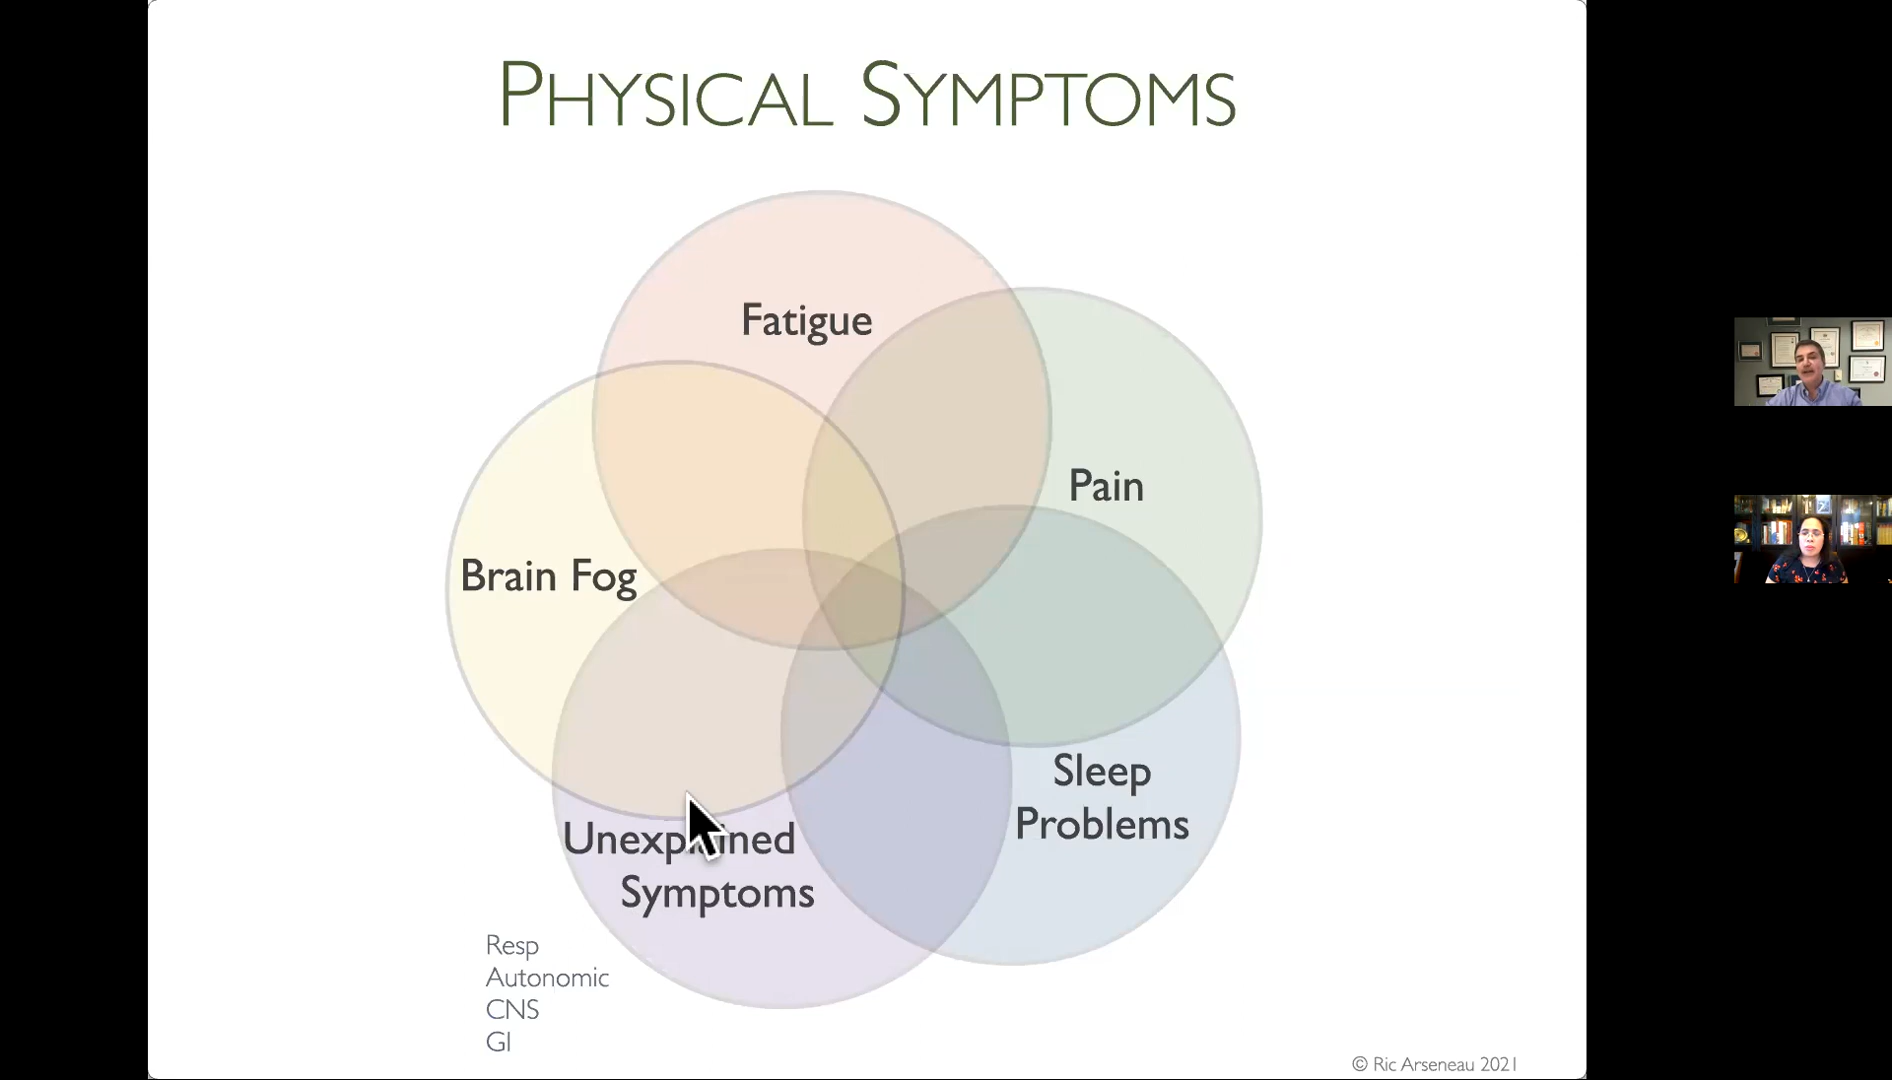 PHYSICAL SYMPTOMS
Fatigue
Pain
Brain Fog
Sleep
Problems
Unexplained
Symptoms
Resp
Autonomic
CNS
GI
© Ric Arseneau 2021